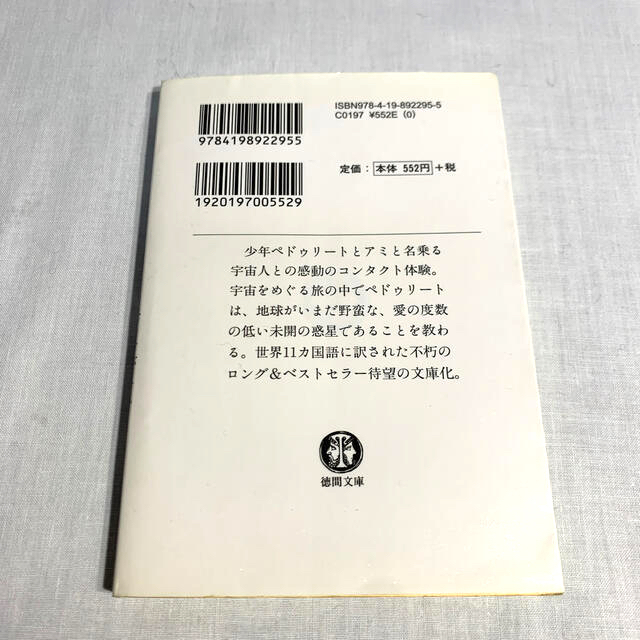 ISBN978-4-19-892295-5
C0197 ¥552E (0)
9784198922955
定価：本体 552円+税
1920197005529
少年ペドゥリートとアミと名乗る
宇宙人との感動のコンタクト体験。
宇宙をめぐる旅の中でペドゥリート
は、地球がいまだ野蛮な、愛の度数
の低い未開の惑星であることを教わ
る。世界11カ国語に訳された不朽の
ロング&ベストセラー待望の文庫化。
徳間文庫